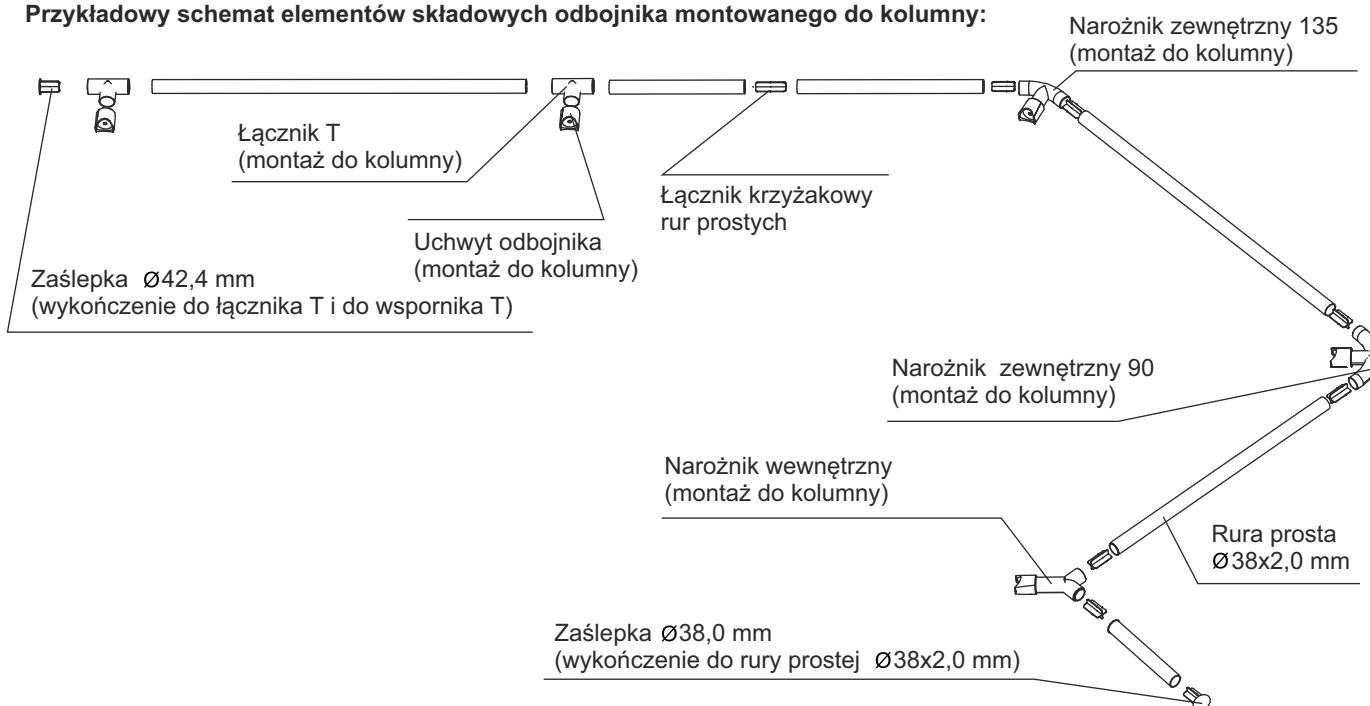 Przykładowy schemat elementów składowych odbojnika montowanego do kolumny:
Narożnik zewnętrzny 135
(montaż do kolumny)
Łącznik T
(montaż do kolumny)
Łącznik krzyżakowy
rur prostych
Uchwyt odbojnika
(montaż do kolumny)
Zaślepka Ø42,4 mm
(wykończenie do łącznika T i do wspornika T)
Narożnik zewnętrzny 90
(montaż do kolumny)
Narożnik wewnętrzny
(montaż do kolumny)
Rura prosta
Ø38x2,0 mm
Zaślepka Ø38,0 mm
(wykończenie do rury prostej Ø38x2,0 mm)